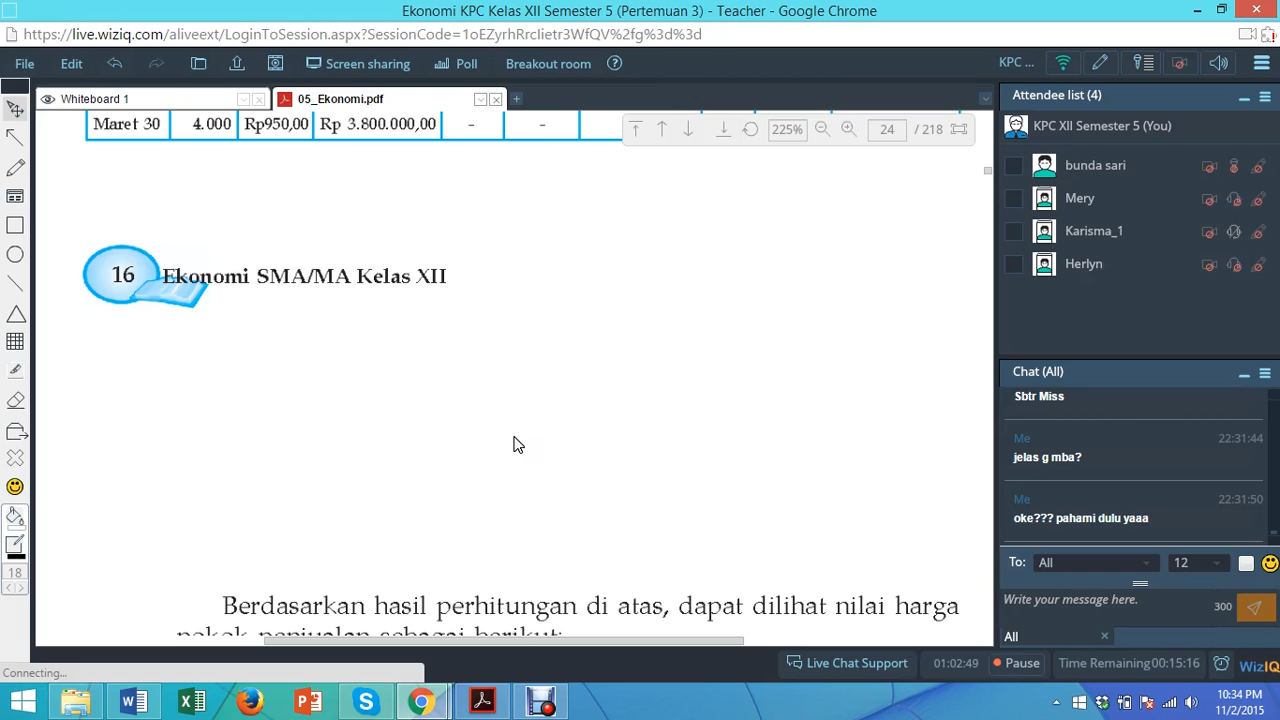 Ekonomi KPC Kelas XII Semester 5 (Pertemuan 3) - Teacher - Google Chrome
https://live.wiziq.com/aliveext/LoginToSession.aspx?SessionCode=1oEZyrhRrclietr3WfQV%2fg%3d%3d
File Edit Screen sharing Poll Breakout room KPC ...
Whiteboard 1 05_Ekonomi.pdf
Maret 30 4.000 Rp950,00 Rp 3.800.000,00 - -
225% 24 / 218
16 Ekonomi SMA/MA Kelas XII
Berdasarkan hasil perhitungan di atas, dapat dilihat nilai harga
pokok penjualan sebagai berikut:
18
Connecting...
Attendee list (4)
KPC XII Semester 5 (You)
bunda sari
Mery
Karisma_1
Herlyn
Chat (All)
Sbtr Miss
Me 22:31:44
jelas g mba?
Me 22:31:50
oke??? pahami dulu yaaa
To: All 12
Write your message here. 300
All
Live Chat Support 01:02:49 Pause Time Remaining 00:15:16 WizIQ
10:34 PM
11/2/2015